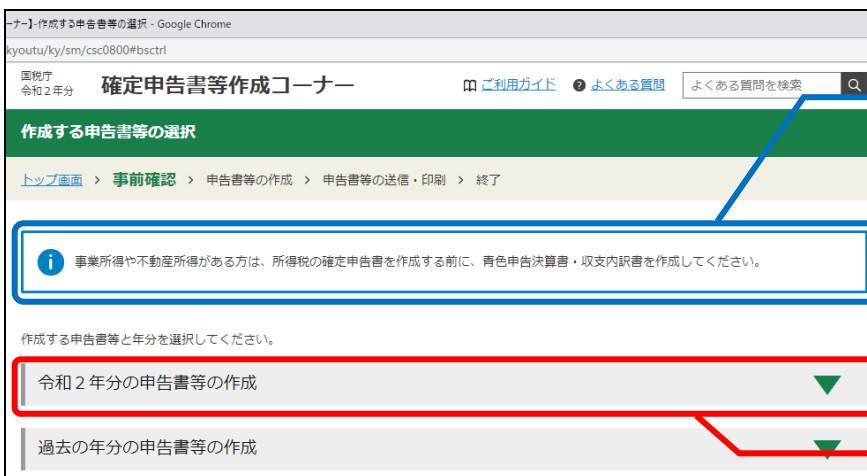 ーナー】-作成する申告書等の選択 - Google Chrome
kyoutu/ky/sm/csc0800#bsctrl
国税庁
令和2年分
確定申告書等作成コーナー
ご利用ガイド
? よくある質問
よくある質問を検索
作成する申告書等の選択
トップ画面 > 事前確認 > 申告書等の作成 > 申告書等の送信・印刷 > 終了
i 事業所得や不動産所得がある方は、所得税の確定申告書を作成する前に、青色申告決算書・収支内訳書を作成してください。
作成する申告書等と年分を選択してください。
令和2年分の申告書等の作成
過去の年分の申告書等の作成